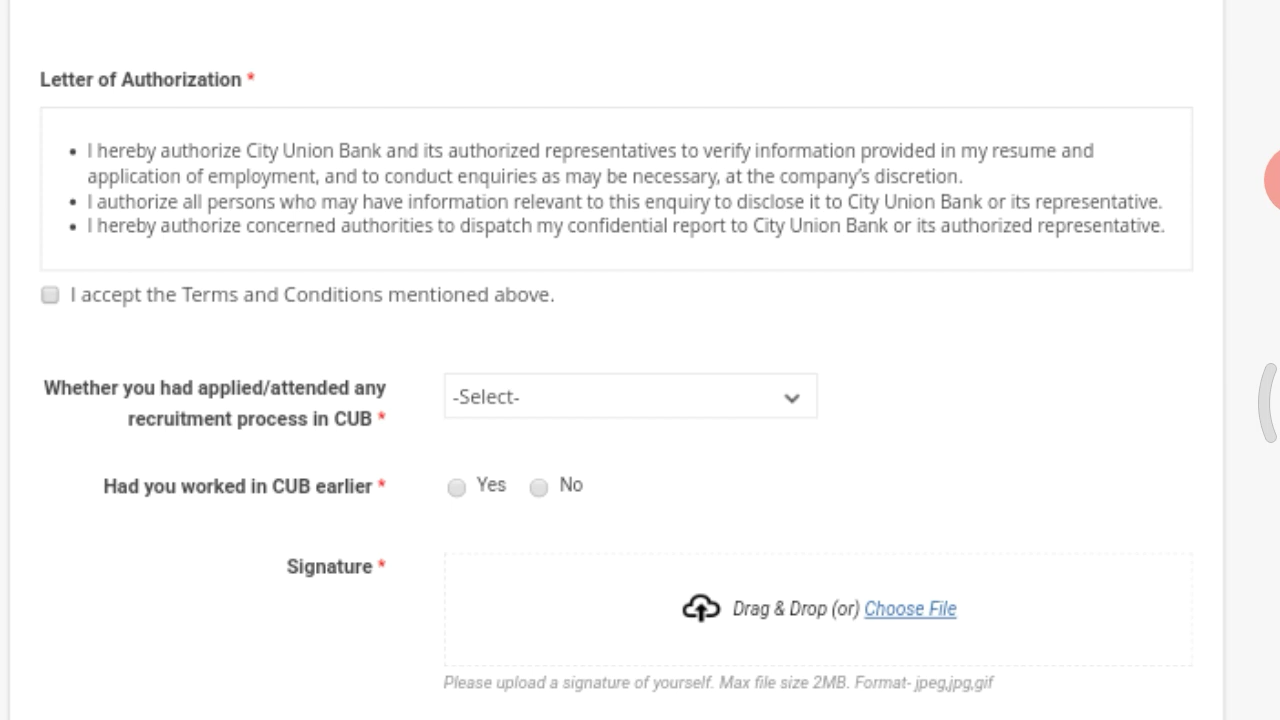 Letter of Authorization *
• I hereby authorize City Union Bank and its authorized representatives to verify information provided in my resume and
application of employment, and to conduct enquiries as may be necessary, at the company's discretion.
• I authorize all persons who may have information relevant to this enquiry to disclose it to City Union Bank or its representative.
• I hereby authorize concerned authorities to dispatch my confidential report to City Union Bank or its authorized representative.
I accept the Terms and Conditions mentioned above.
Whether you had applied/attended any
recruitment process in CUB *
-Select-
Had you worked in CUB earlier *
Yes No
Signature *
Drag & Drop (or) Choose File
Please upload a signature of yourself. Max file size 2MB. Format- jpeg,jpg,gif